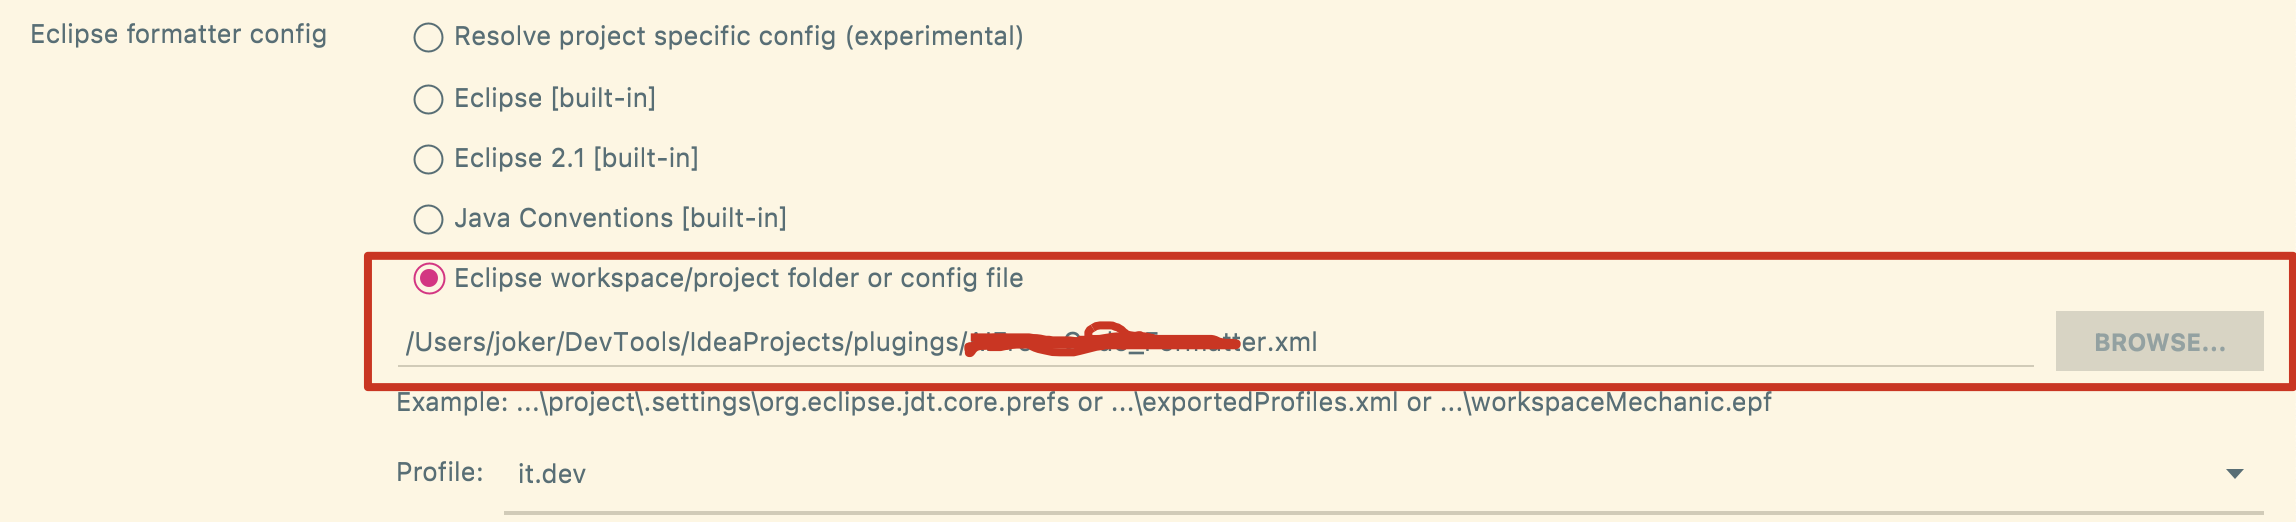 Eclipse formatter config
Resolve project specific config (experimental)
Eclipse [built-in]
Eclipse 2.1 [built-in]
Java Conventions [built-in]
Eclipse workspace/project folder or config file
/Users/joker/DevTools/IdeaProjects/plugings/ er.xml
BROWSE...
Example: ...\project\.settings\org.eclipse.jdt.core.prefs or ...\exportedProfiles.xml or ...\workspaceMechanic.epf
Profile: it.dev